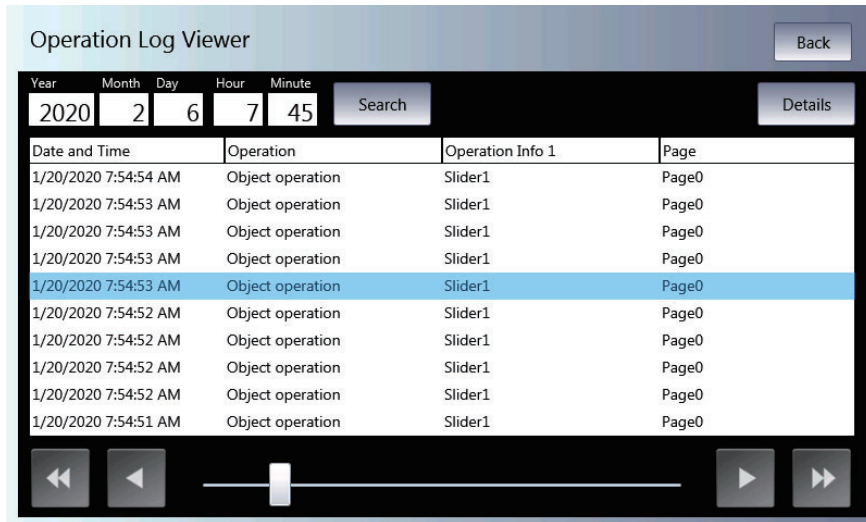 Operation Log Viewer
Back
Year Month Day Hour Minute
2020 2 6 7 45 Search Details
Date and Time Operation Operation Info 1 Page
1/20/2020 7:54:54 AM Object operation Slider1 Page0
1/20/2020 7:54:53 AM Object operation Slider1 Page0
1/20/2020 7:54:53 AM Object operation Slider1 Page0
1/20/2020 7:54:53 AM Object operation Slider1 Page0
1/20/2020 7:54:53 AM Object operation Slider1 Page0
1/20/2020 7:54:52 AM Object operation Slider1 Page0
1/20/2020 7:54:52 AM Object operation Slider1 Page0
1/20/2020 7:54:52 AM Object operation Slider1 Page0
1/20/2020 7:54:52 AM Object operation Slider1 Page0
1/20/2020 7:54:51 AM Object operation Slider1 Page0